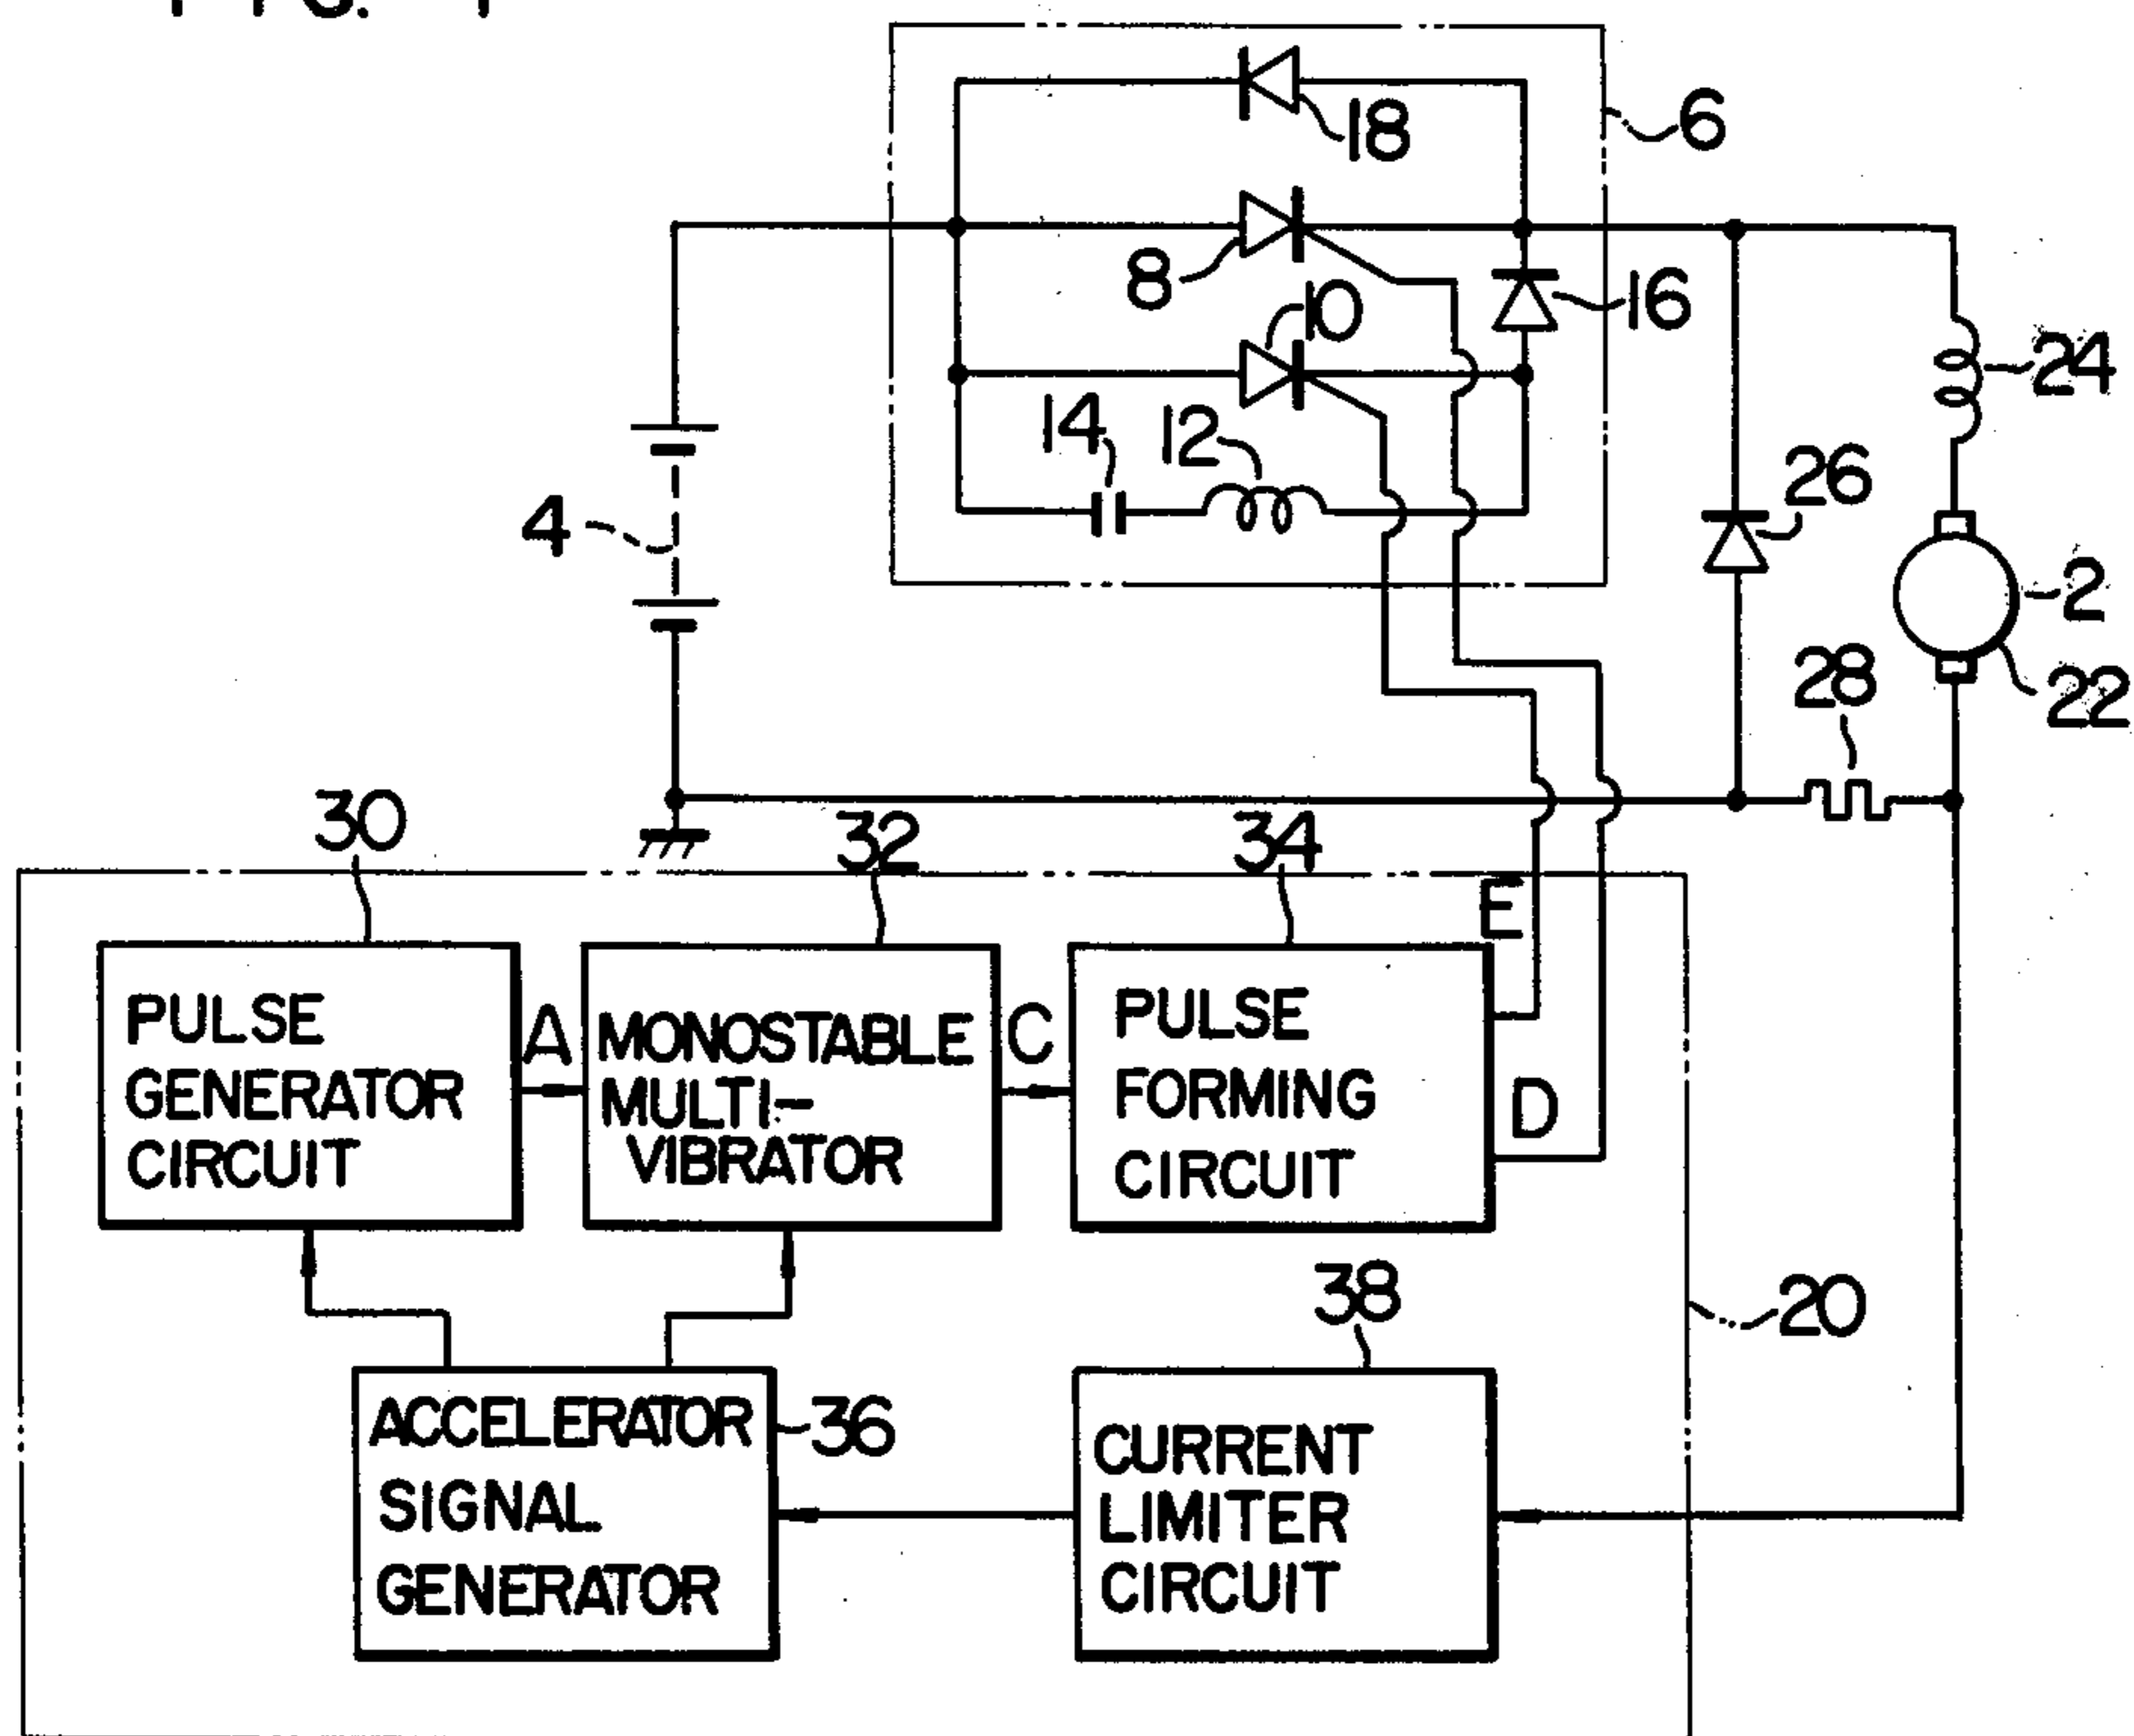 18
6
8
16
10
24
14
12
26
4
2
28
22
30
32
34
E
PULSE
GENERATOR
CIRCUIT
A
MONOSTABLE
MULTI-
VIBRATOR
C
PULSE
FORMING
CIRCUIT
D
38
20
ACCELERATOR
SIGNAL
GENERATOR
36
CURRENT
LIMITER
CIRCUIT